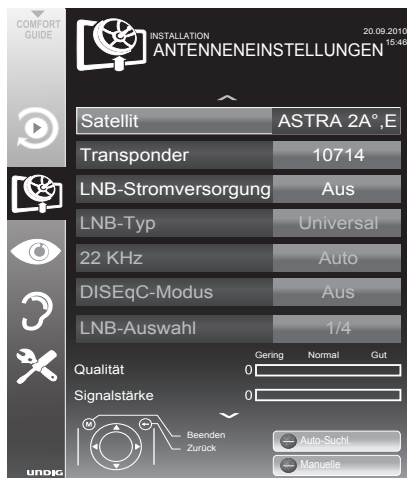 COMFORT
GUIDE
INSTALLATION
20.09.2010
ANTENNENEINSTELLUNGEN
15:46
Satellit ASTRA 2A°,E
Transponder 10714
LNB-Stromversorgung Aus
LNB-Typ Universal
22 KHz Auto
DISEqC-Modus Aus
LNB-Auswahl 1/4
Gering Normal Gut
Qualität 0
Signalstärke 0
M
Beenden
Zurück
Auto-Suchl.
Manuelle
UNDIG